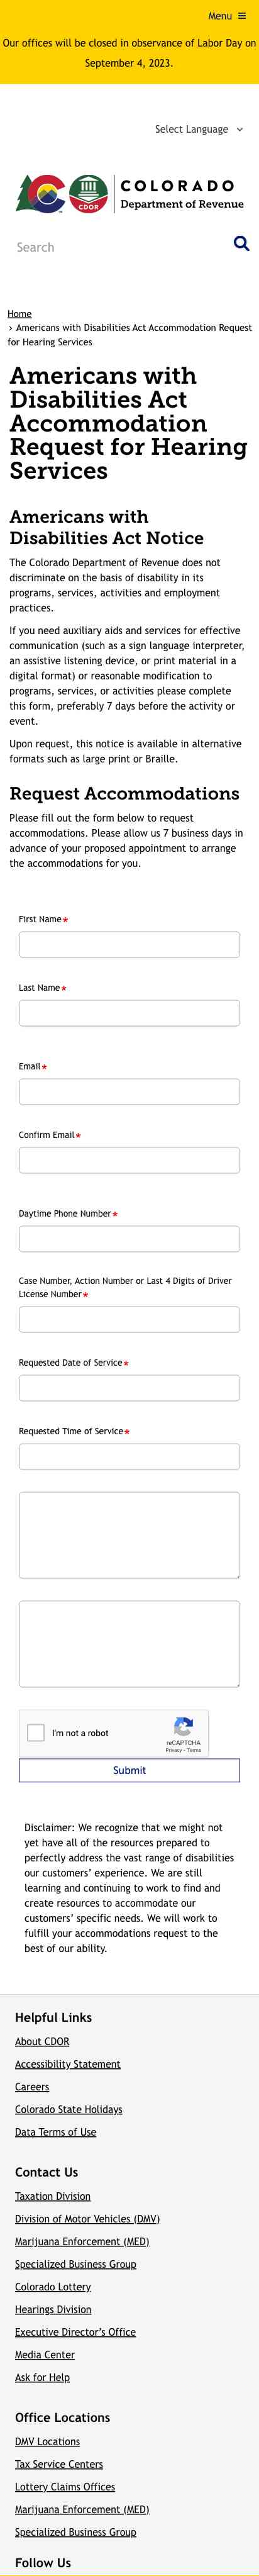 Menu ≡
Our offices will be closed in observance of Labor Day on
September 4, 2023.
Select Language
CDOR
TM
COLORADO
Department of Revenue
Search
Home
› Americans with Disabilities Act Accommodation Request
for Hearing Services
Americans with
Disabilities Act
Accommodation
Request for Hearing
Services
Americans with
Disabilities Act Notice
The Colorado Department of Revenue does not
discriminate on the basis of disability in its
programs, services, activities and employment
practices.
If you need auxiliary aids and services for effective
communication (such as a sign language interpreter,
an assistive listening device, or print material in a
digital format) or reasonable modification to
programs, services, or activities please complete
this form, preferably 7 days before the activity or
event.
Upon request, this notice is available in alternative
formats such as large print or Braille.
Request Accommodations
Please fill out the form below to request
accommodations. Please allow us 7 business days in
advance of your proposed appointment to arrange
the accommodations for you.
First Name*
Last Name*
Email*
Confirm Email*
Daytime Phone Number*
Case Number, Action Number or Last 4 Digits of Driver
License Number*
Requested Date of Service*
Requested Time of Service*
I'm not a robot
reCAPTCHA
Privacy - Terms
Submit
Disclaimer: We recognize that we might not
yet have all of the resources prepared to
perfectly address the vast range of disabilities
our customers’ experience. We are still
learning and continuing to work to find and
create resources to accommodate our
customers’ specific needs. We will work to
fulfill your accommodations request to the
best of our ability.
Helpful Links
About CDOR
Accessibility Statement
Careers
Colorado State Holidays
Data Terms of Use
Contact Us
Taxation Division
Division of Motor Vehicles (DMV)
Marijuana Enforcement (MED)
Specialized Business Group
Colorado Lottery
Hearings Division
Executive Director’s Office
Media Center
Ask for Help
Office Locations
DMV Locations
Tax Service Centers
Lottery Claims Offices
Marijuana Enforcement (MED)
Specialized Business Group
Follow Us